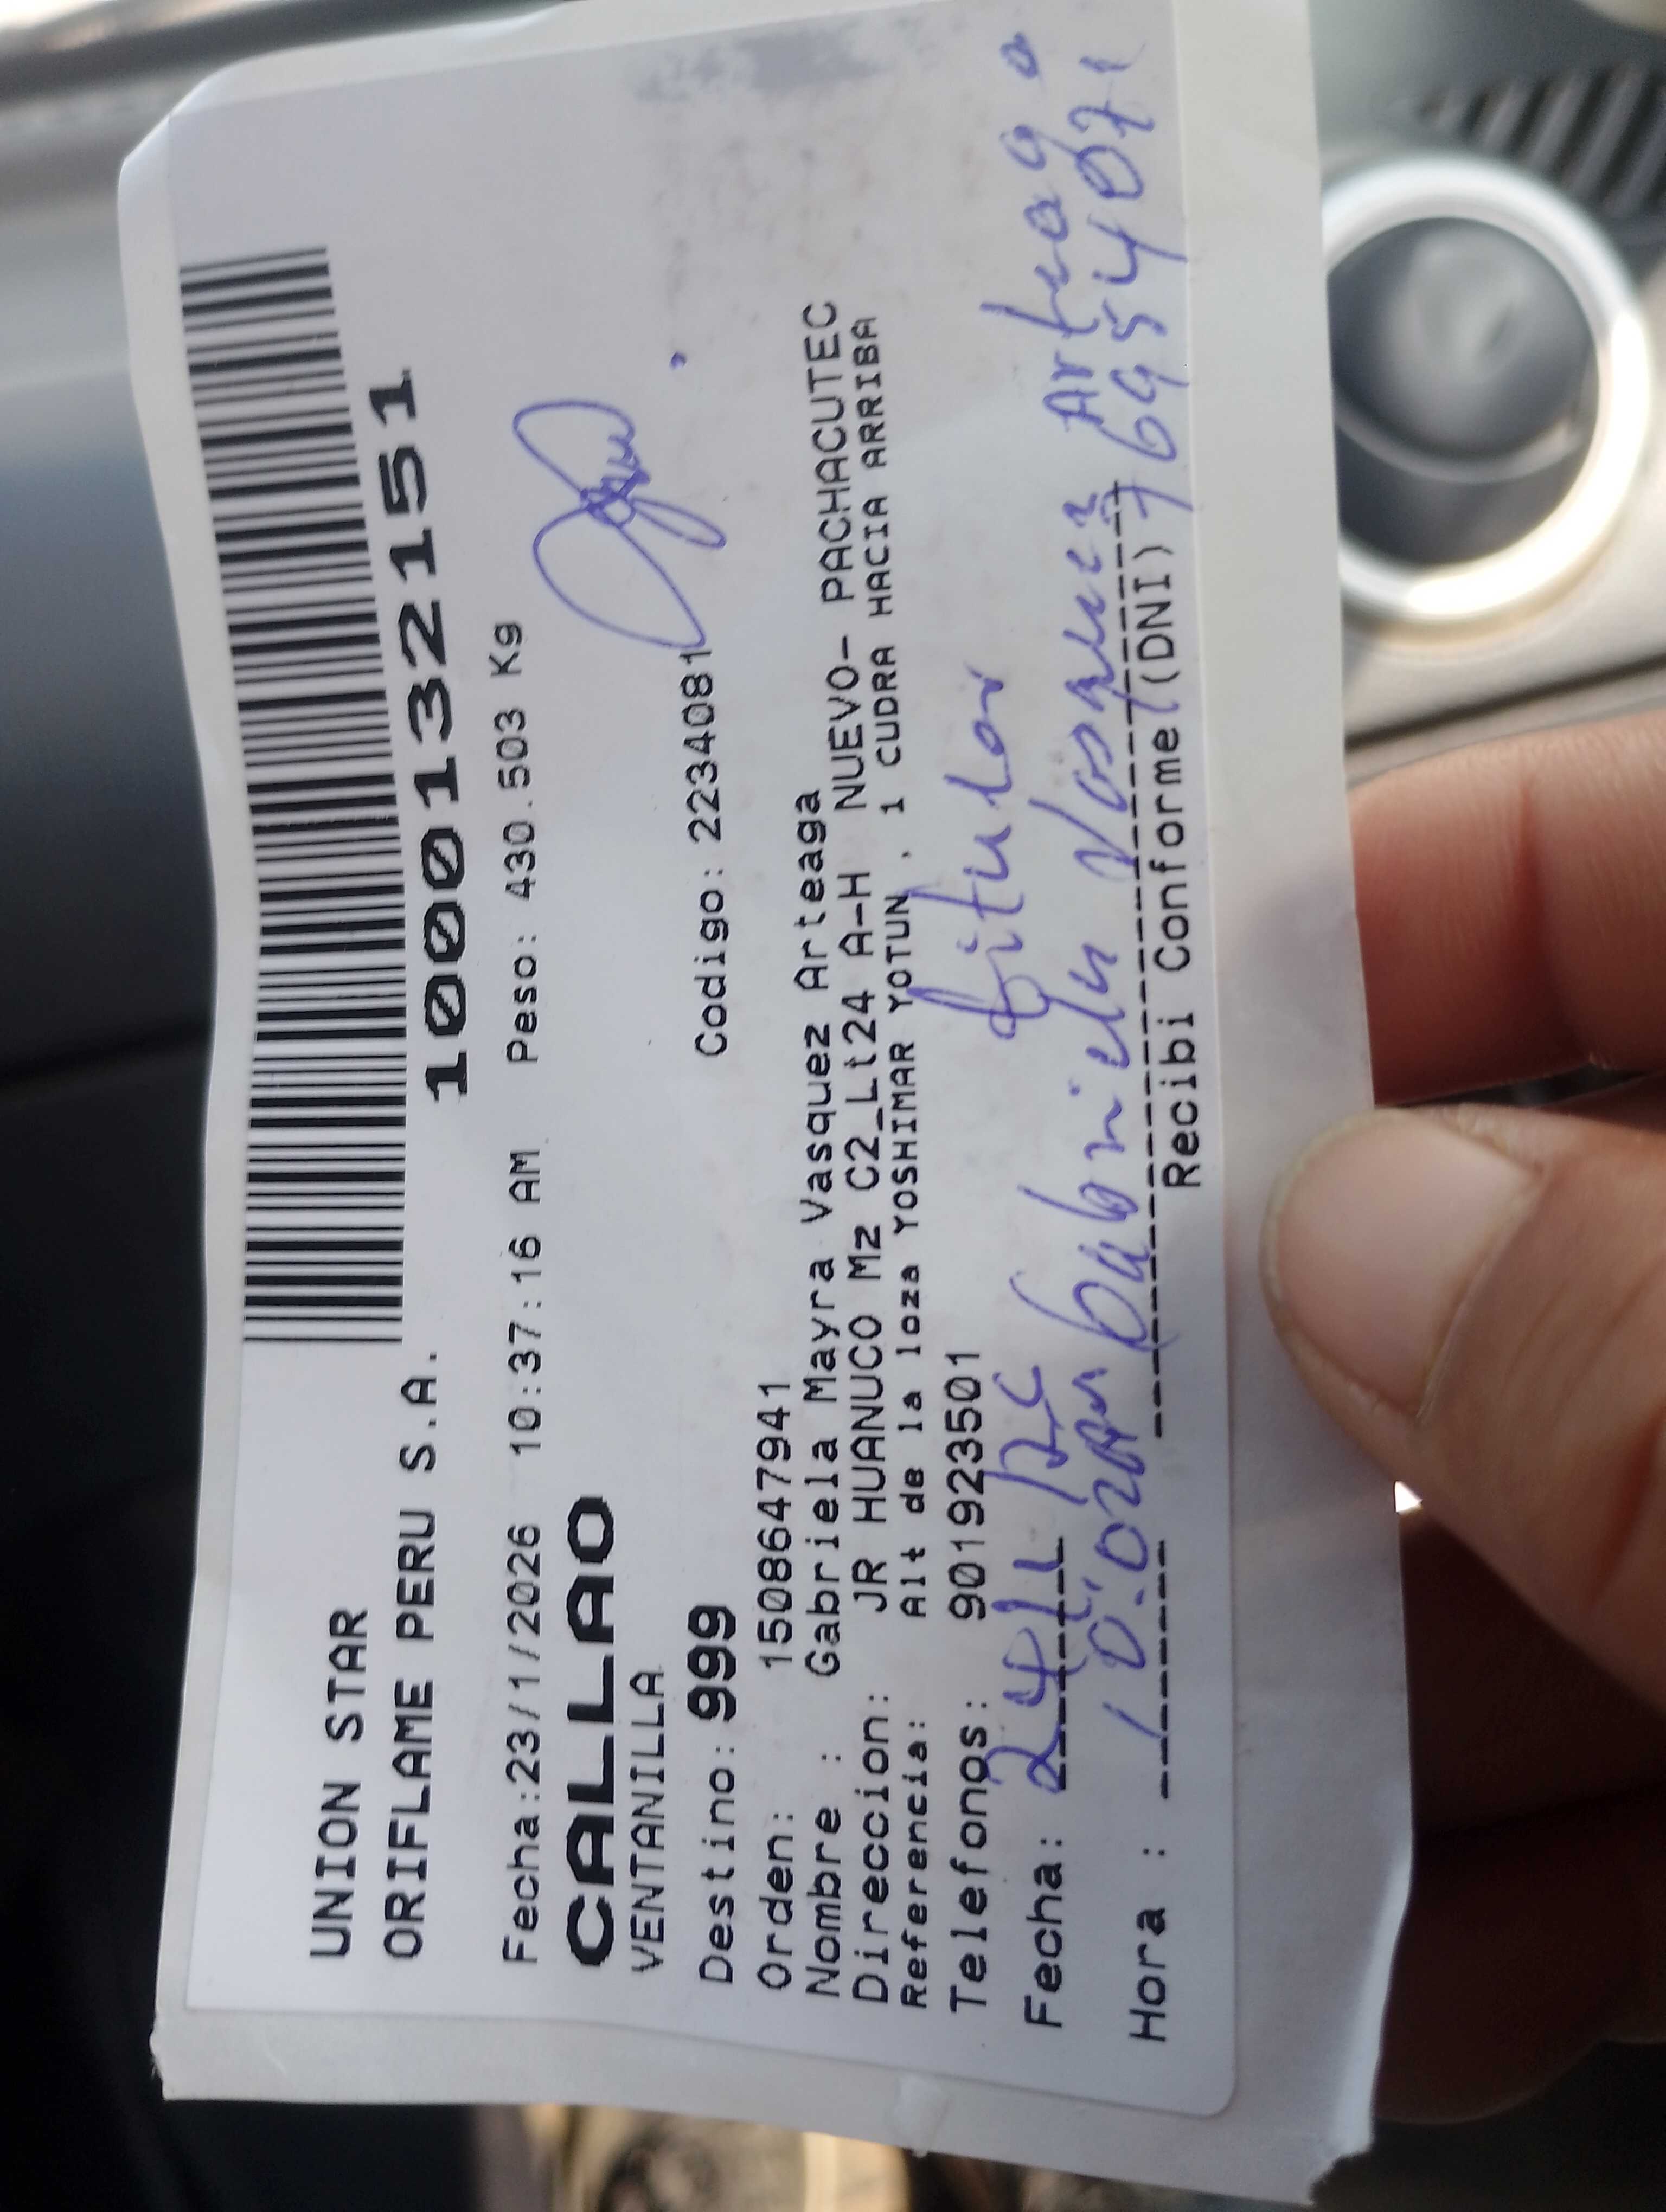 UNION STAR
ORIFLAME PERU S.A.
1000132151
Fecha:23/1/2026 10:37:16 AM Peso: 430.503 Kg
CALLAO
VENTANILLA
Destino: 999 Codigo: 2234081
Orden: 1508647941
Nombre : Gabriela Mayra Vasquez Arteaga
Direccion: JR HUANUCO Mz C2_Lt24 A-H NUEVO- PACHACUTEC
Referencia: Alt de la loza YOSHIMAR YOTUN , 1 CUDRA HACIA ARRIBA
Telefonos: 901923501
titular
Fecha: 24/1/26
Gabriela Vasquez Arteaga
Hora : 10:02am
Recibi Conforme(DNI) 76954071